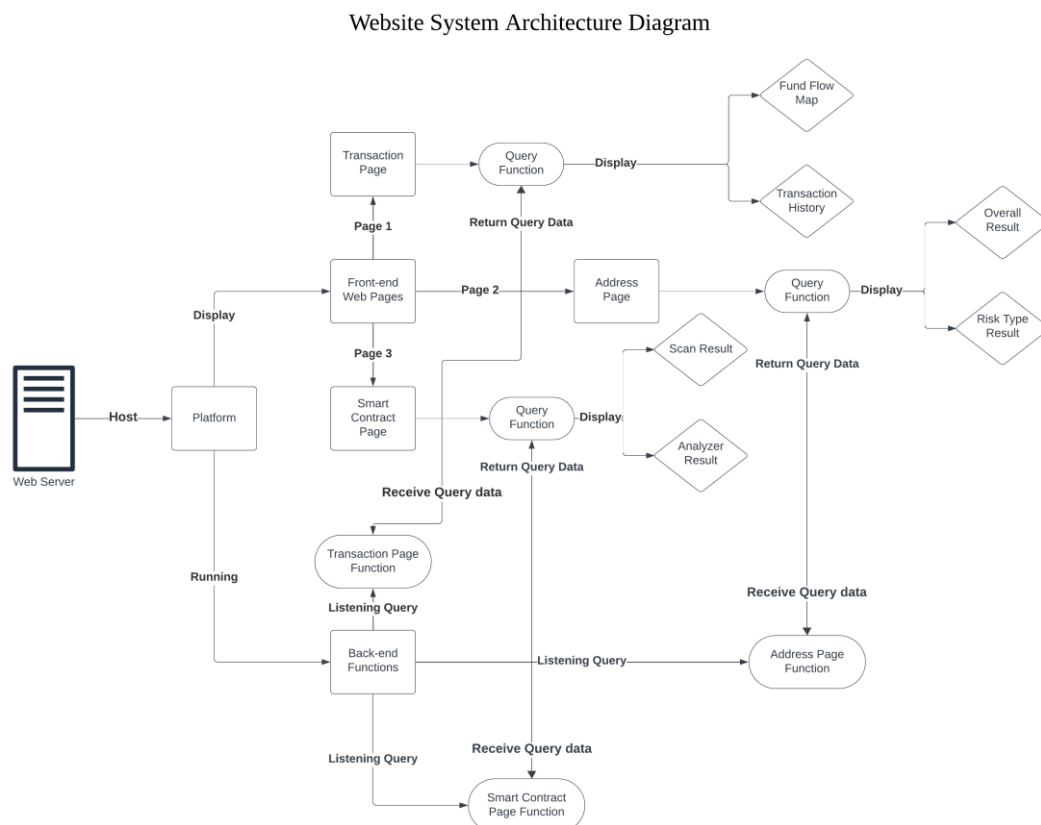 Website System Architecture Diagram
Fund Flow
Map
Transaction
Page
Query
Function
Display
Transaction
History
Page 1
Return Query Data
Overall
Result
Front-end
Web Pages
Page 2
Address
Page
Query
Function
Display
Display
Risk Type
Result
Page 3
Scan Result
Return Query Data
Host
Platform
Smart
Contract
Page
Query
Function
Display
Analyzer
Result
Web Server
Return Query Data
Receive Query data
Transaction Page
Function
Running
Listening Query
Receive Query data
Back-end
Functions
Listening Query
Address Page
Function
Listening Query
Receive Query data
Smart Contract
Page Function